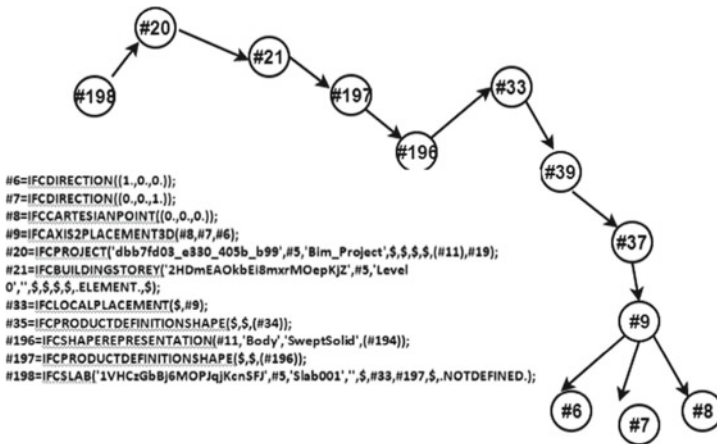 #20
#21
#33
#198
#197
#196
#39
#6=IFCDIRECTION((1.,0.,0.));
#7=IFCDIRECTION((0.,0.,1.));
#8=IFCCARTESIANPOINT((0.,0.,0.));
#9=IFCAXIS2PLACEMENT3D(#8,#7,#6);
#20=IFCPROJECT('dbb7fd03_e330_405b_b99',#5,'Bim_Project',$,$,$,$,(#11),#19);
#21=IFCBUILDINGSTOREY('2HDmEAOkbEi8mxrMOepKjZ',#5,'Level
0','',$,$,$,$,.ELEMENT.,$);
#33=IFCLOCALPLACEMENT($,#9);
#35=IFCPRODUCTDEFINITIONSHAPE($,$,(#34));
#196=IFCSHAPEREPRESENTATION(#11,'Body','SweptSolid',(#194));
#197=IFCPRODUCTDEFINITIONSHAPE($,$,(#196));
#198=IFCSLAB('1VHCzGbBj6MOPJqjKcnSFJ',#5,'Slab001','',$,#33,#197,$,.NOTDEFINED.);
#37
#9
#6
#7
#8